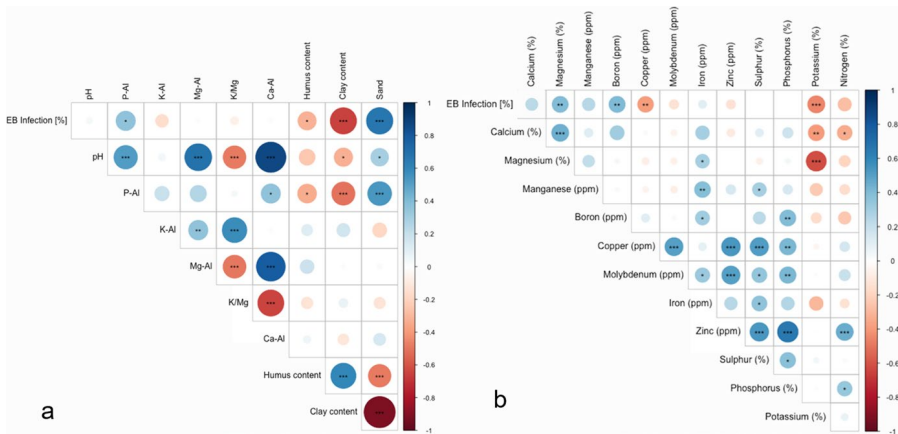 pH P-Al K-Al Mg-Al K/Mg Ca-Al Humus content Clay content Sand
EB Infection [%] * * *** ***
pH *** *** *** *** * *
P-Al * * *** ***
K-Al ** ***
Mg-Al *** ***
K/Mg ***
Ca-Al
Humus content *** ***
Clay content ***
1
0.8
0.6
0.4
0.2
0
-0.2
-0.4
-0.6
-0.8
-1
a
Calcium (%) Magnesium (%) Manganese (ppm) Boron (ppm) Copper (ppm) Molybdenum (ppm) Iron (ppm) Zinc (ppm) Sulphur (%) Phosphorus (%) Potassium (%) Nitrogen (%)
EB Infection [%] ** ** ** ***
Calcium (%) *** ** *
Magnesium (%) * ***
Manganese (ppm) ** *
Boron (ppm) * **
Copper (ppm) *** *** *** **
Molybdenum (ppm) * *** * **
Iron (ppm) *
Zinc (ppm) *** *** ***
Sulphur (%) *
Phosphorus (%) *
Potassium (%)
1
0.8
0.6
0.4
0.2
0
-0.2
-0.4
-0.6
-0.8
-1
b